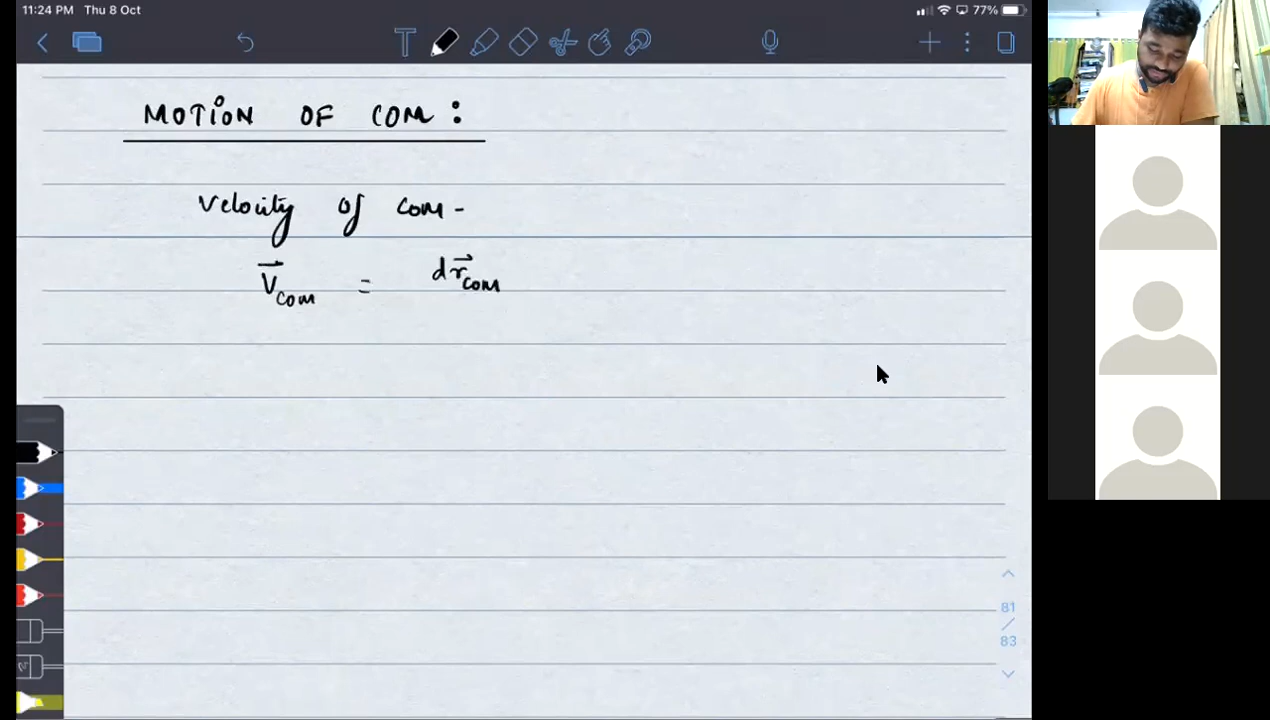 11:24 PM Thu 8 Oct
77%
T
MOTION OF COM :
Velocity of COM -
V⃗COM = dr⃗COM
81
/
83